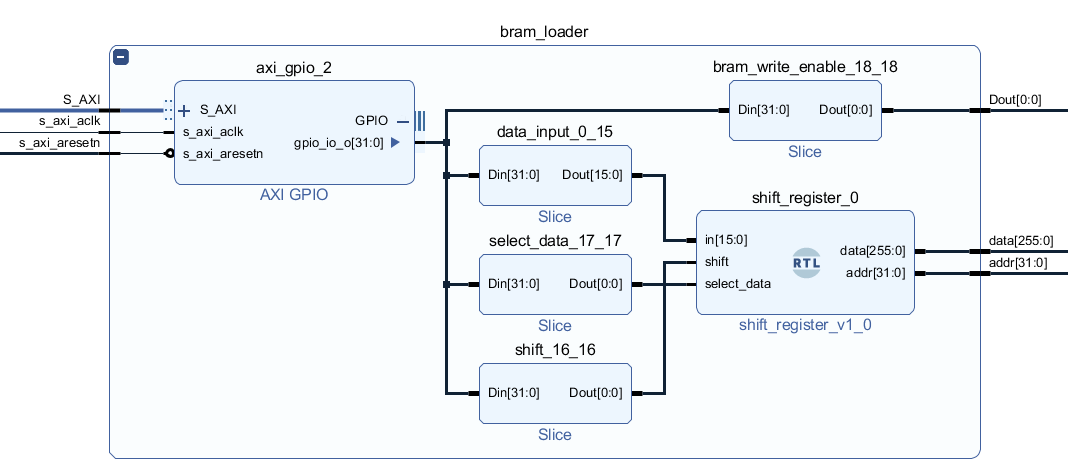 bram_loader
axi_gpio_2
bram_write_enable_18_18
S_AXI
S_AXI
Din[31:0]
Dout[0:0]
Dout[0:0]
s_axi_aclk
GPIO
s_axi_aclk
data_input_0_15
s_axi_aresetn
gpio_io_o[31:0]
s_axi_aresetn
Slice
Din[31:0]
Dout[15:0]
AXI GPIO
shift_register_0
Slice
select_data_17_17
in[15:0]
data[255:0]
data[255:0]
RTL
shift
addr[31:0]
addr[31:0]
Din[31:0]
Dout[0:0]
select_data
Slice
shift_register_v1_0
shift_16_16
Din[31:0]
Dout[0:0]
Slice